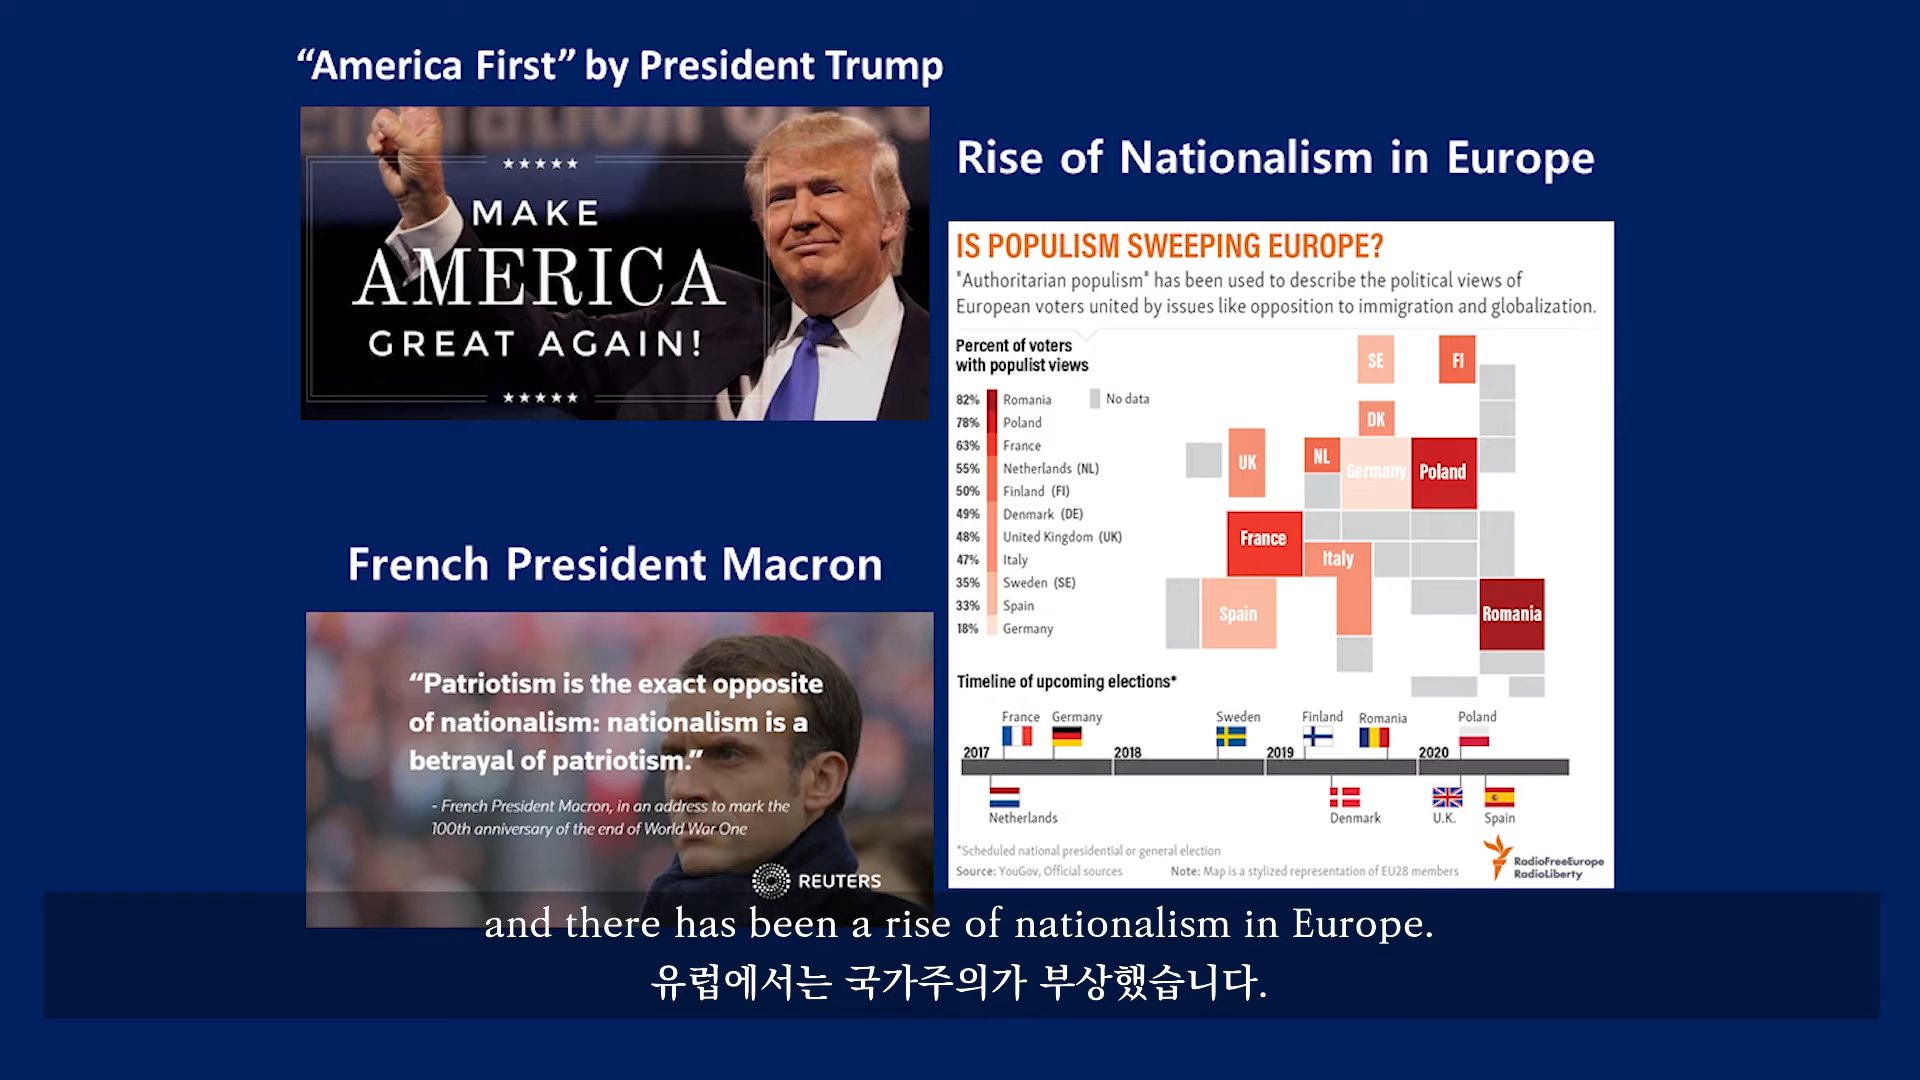 “America First” by President Trump
MAKE
AMERICA
GREAT AGAIN!
Rise of Nationalism in Europe
IS POPULISM SWEEPING EUROPE?
"Authoritarian populism" has been used to describe the political views of
European voters united by issues like opposition to immigration and globalization.
Percent of voters
with populist views
82% Romania
No data
78% Poland
63% France
55% Netherlands (NL)
50% Finland (FI)
49% Denmark (DE)
48% United Kingdom (UK)
47% Italy
35% Sweden (SE)
33% Spain
18% Germany
SE
FI
DK
UK
NL
Germany
Poland
France
Italy
Spain
Romania
Timeline of upcoming elections*
France Germany Sweden Finland Romania Poland
2017 2018 2019 2020
Netherlands Denmark U.K. Spain
*Scheduled national presidential or general election
Source: YouGov, Official sources Note: Map is a stylized representation of EU28 members
RadioFreeEurope
RadioLiberty
French President Macron
“Patriotism is the exact opposite
of nationalism: nationalism is a
betrayal of patriotism.”
- French President Macron, in an address to mark the
100th anniversary of the end of World War One
REUTERS
and there has been a rise of nationalism in Europe.
유럽에서는 국가주의가 부상했습니다.